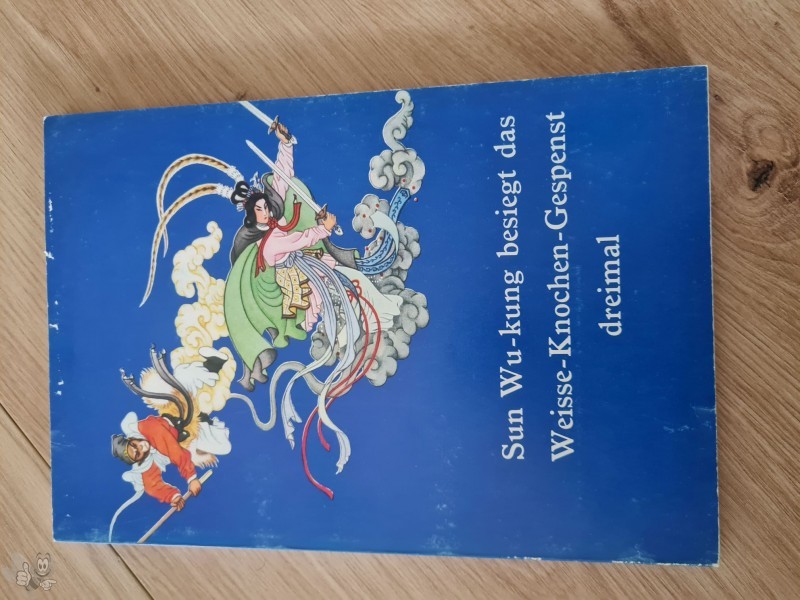 Sun Wu-kung besiegt das
Weisse-Knochen-Gespenst
dreimal